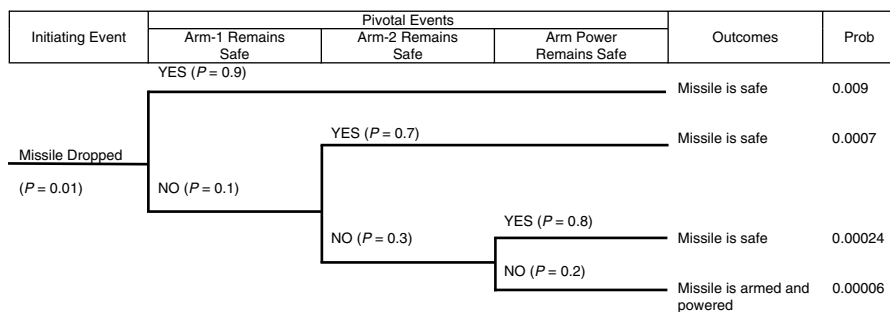 Pivotal Events
Initiating Event
Arm-1 Remains
Safe
Arm-2 Remains
Safe
Arm Power
Remains Safe
Outcomes
Prob
YES (P = 0.9)
Missile is safe
0.009
YES (P = 0.7)
Missile is safe
0.0007
Missile Dropped
(P = 0.01)
NO (P = 0.1)
YES (P = 0.8)
NO (P = 0.3)
Missile is safe
0.00024
NO (P = 0.2)
Missile is armed and
powered
0.00006